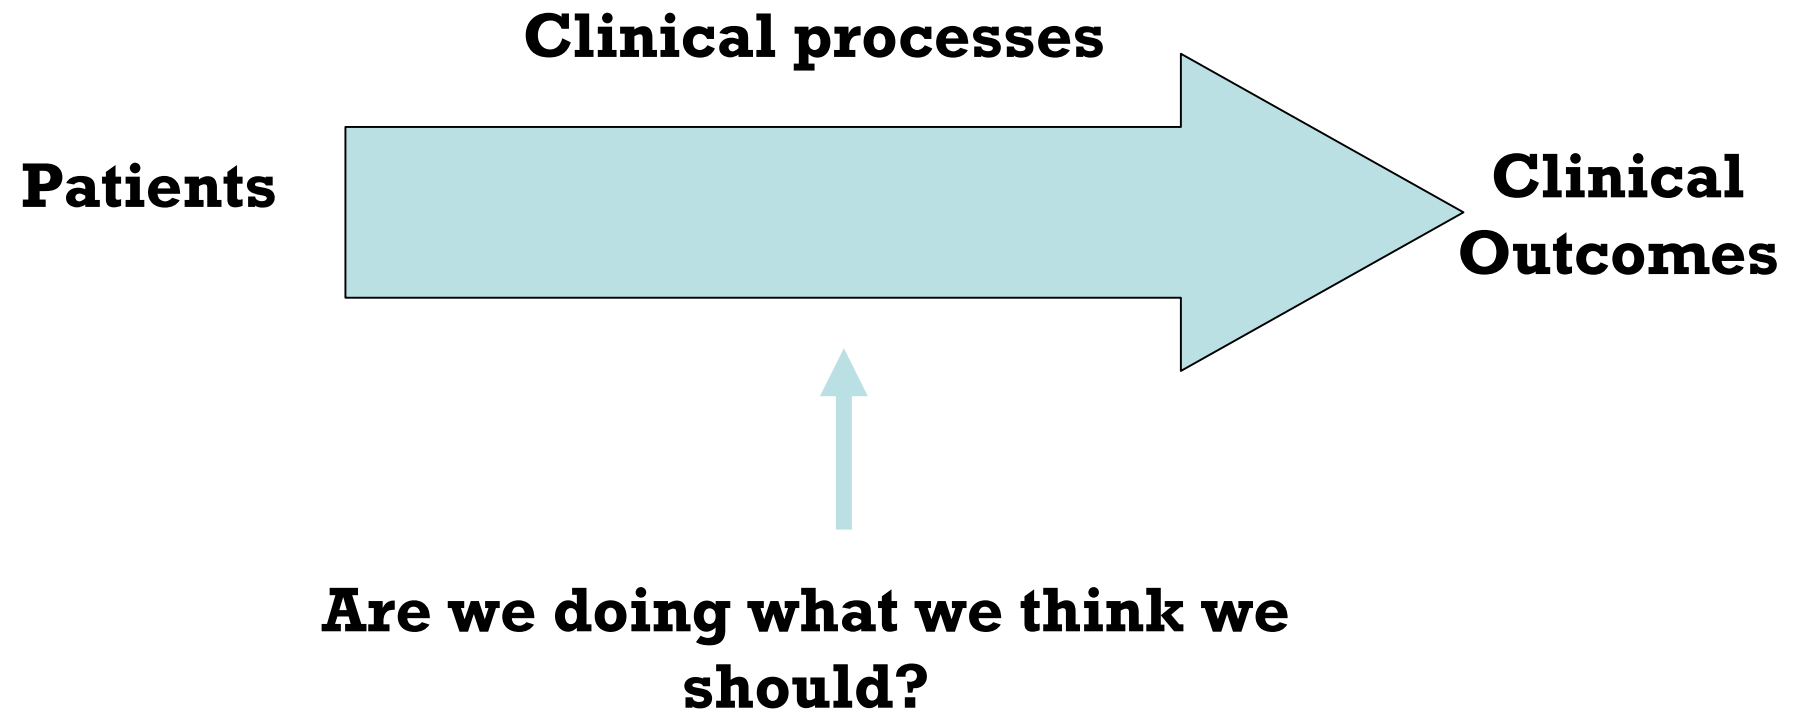 Clinical processes
Patients
Clinical
Outcomes
Are we doing what we think we
should?